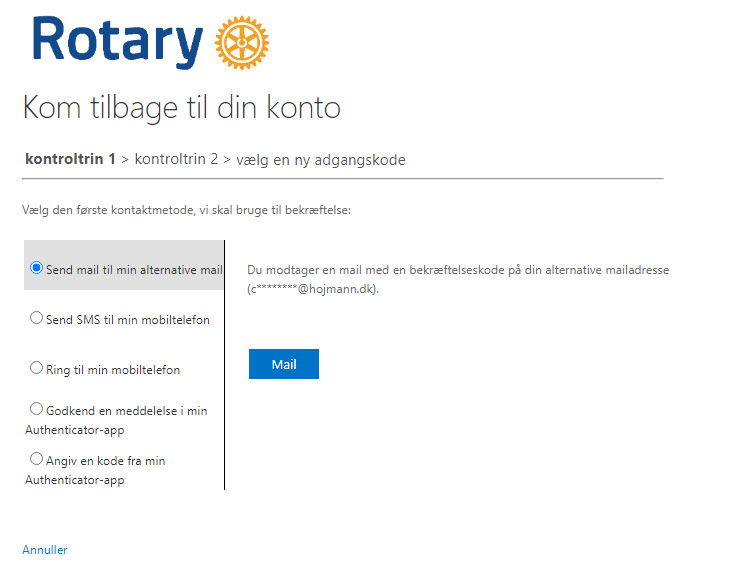 Rotary
Kom tilbage til din konto
kontroltrin 1 > kontroltrin 2 > vælg en ny adgangskode
Vælg den første kontaktmetode, vi skal bruge til bekræftelse:
Send mail til min alternative mail
Send SMS til min mobiltelefon
Ring til min mobiltelefon
Godkend en meddelelse i min
Authenticator-app
Angiv en kode fra min
Authenticator-app
Du modtager en mail med en bekræftelseskode på din alternative mailadresse
(c********@hojmann.dk).
Mail
Annuller